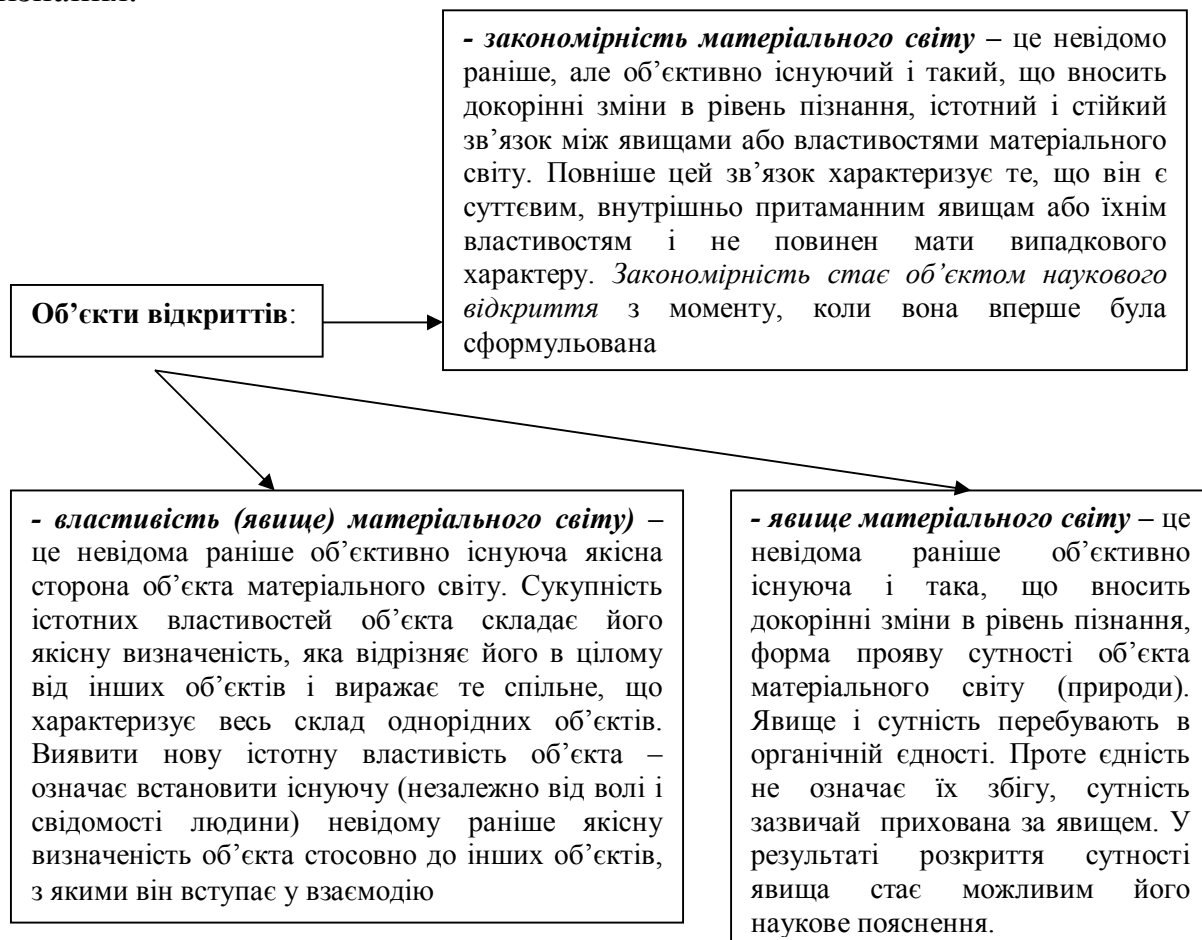 - закономірність матеріального світу – це невідомо
раніше, але об’єктивно існуючий і такий, що вносить
докорінні зміни в рівень пізнання, істотний і стійкий
зв’язок між явищами або властивостями матеріального
світу. Повніше цей зв’язок характеризує те, що він є
суттєвим, внутрішньо притаманним явищам або їхнім
властивостям і не повинен мати випадкового
характеру. Закономірність стає об’єктом наукового
відкриття з моменту, коли вона вперше була
сформульована
Об’єкти відкриттів:
- властивість (явище) матеріального світу) –
це невідома раніше об’єктивно існуюча якісна
сторона об’єкта матеріального світу. Сукупність
істотних властивостей об’єкта складає його
якісну визначеність, яка відрізняє його в цілому
від інших об’єктів і виражає те спільне, що
характеризує весь склад однорідних об’єктів.
Виявити нову істотну властивість об’єкта –
означає встановити існуючу (незалежно від волі і
свідомості людини) невідому раніше якісну
визначеність об’єкта стосовно до інших об’єктів,
з якими він вступає у взаємодію
- явище матеріального світу – це
невідома раніше об’єктивно
існуюча і така, що вносить
докорінні зміни в рівень пізнання,
форма прояву сутності об’єкта
матеріального світу (природи).
Явище і сутність перебувають в
органічній єдності. Проте єдність
не означає їх збігу, сутність
зазвичай прихована за явищем. У
результаті розкриття сутності
явища стає можливим його
наукове пояснення.